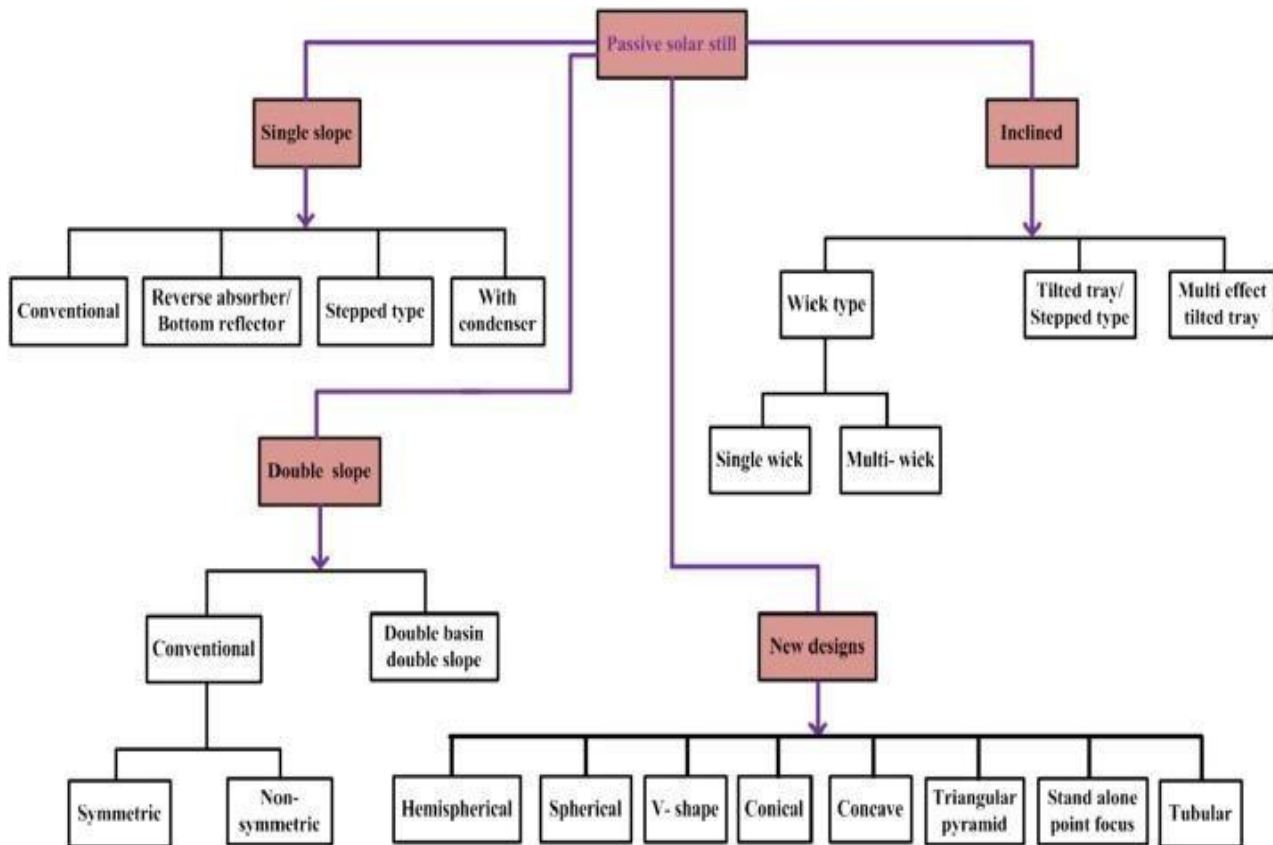 Passive solar still
Single slope
Inclined
Conventional
Reverse absorber/
Bottom reflector
Stepped type
With
condenser
Wick type
Tilted tray/
Stepped type
Multi effect
tilted tray
Single wick
Multi- wick
Double slope
Conventional
Double basin
double slope
Symmetric
Non-
symmetric
New designs
Hemispherical
Spherical
V- shape
Conical
Concave
Triangular
pyramid
Stand alone
point focus
Tubular